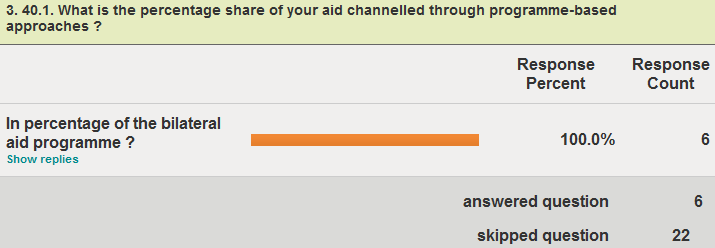 3. 40.1. What is the percentage share of your aid channelled through programme-based
approaches ?
Response Percent Response Count
In percentage of the bilateral
aid programme ? 100.0% 6
Show replies
answered question 6
skipped question 22